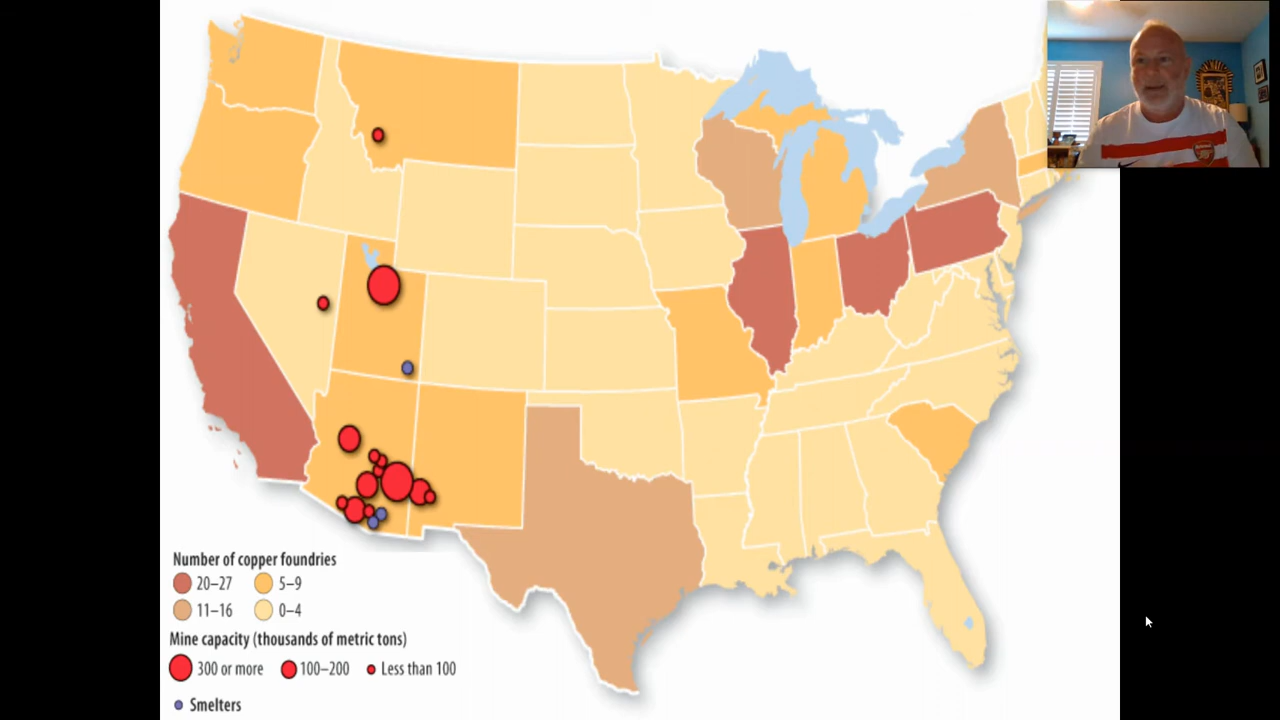 Number of copper foundries
20–27 5–9
11–16 0–4
Mine capacity (thousands of metric tons)
300 or more 100–200 Less than 100
Smelters